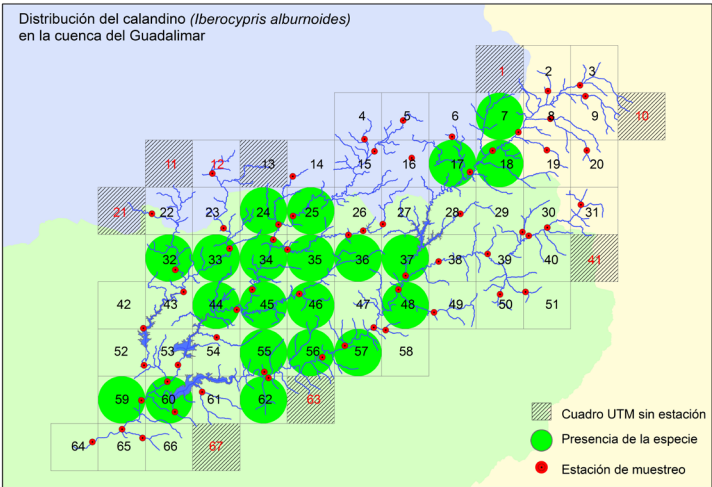 Distribución del calandino (Iberocypris alburnoides)
en la cuenca del Guadalimar
1 2 3
4 5 6 7 8 9 10
11 12 13 14 15 16 17 18 19 20
21 22 23 24 25 26 27 28 29 30 31
32 33 34 35 36 37 38 39 40 41
42 43 44 45 46 47 48 49 50 51
52 53 54 55 56 57 58
59 60 61 62 63
64 65 66 67
Cuadro UTM sin estación
Presencia de la especie
Estación de muestreo